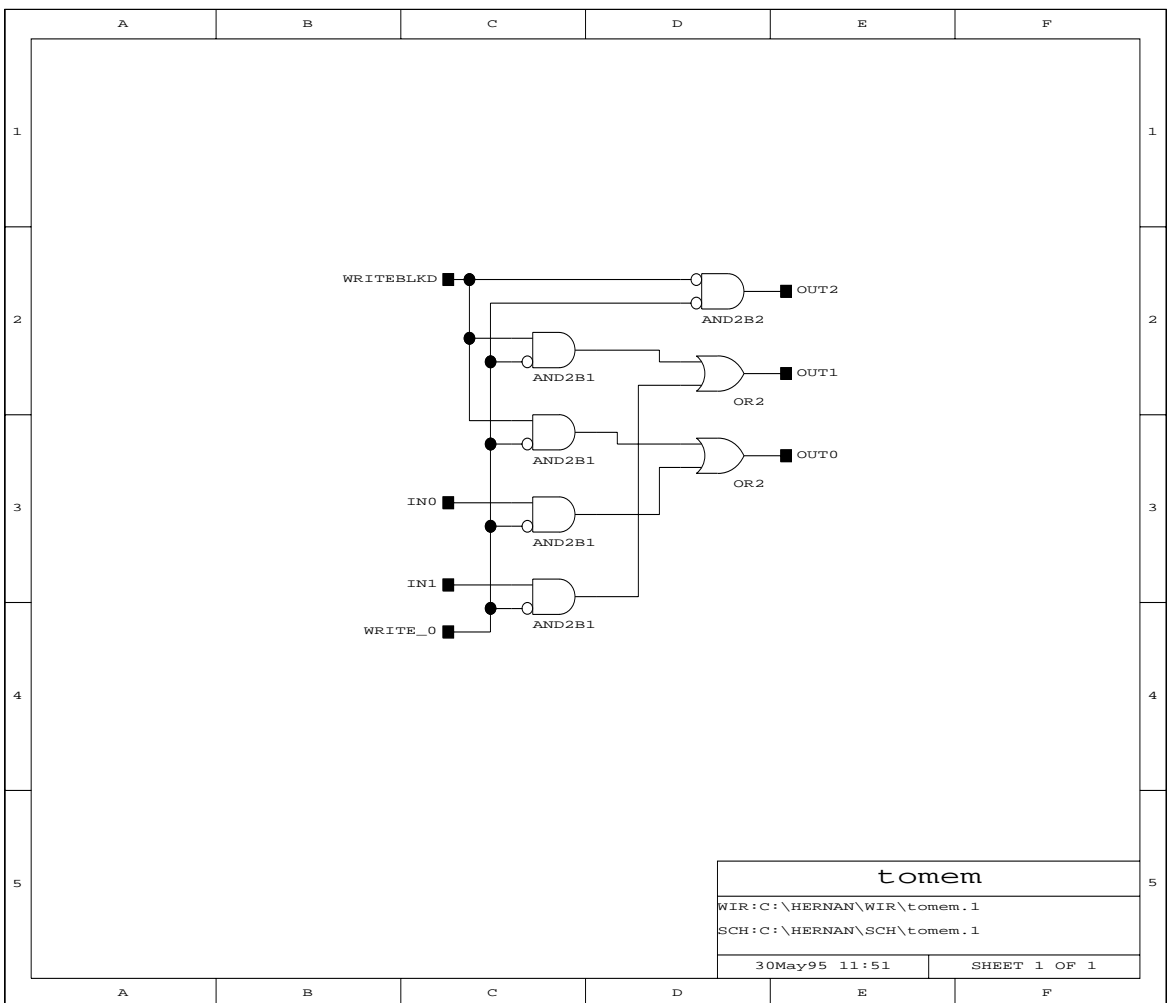 A B C D E F
1 1
WRITEBLKD
OUT2
2 2
AND2B2
OUT1
AND2B1
OR2
OUT0
AND2B1
OR2
IN0
3 3
AND2B1
IN1
AND2B1
WRITE_0
4 4
tomem
5 5
WIR:C:\HERNAN\WIR\tomem.1
SCH:C:\HERNAN\SCH\tomem.1
30May95 11:51 SHEET 1 OF 1
A B C D E F